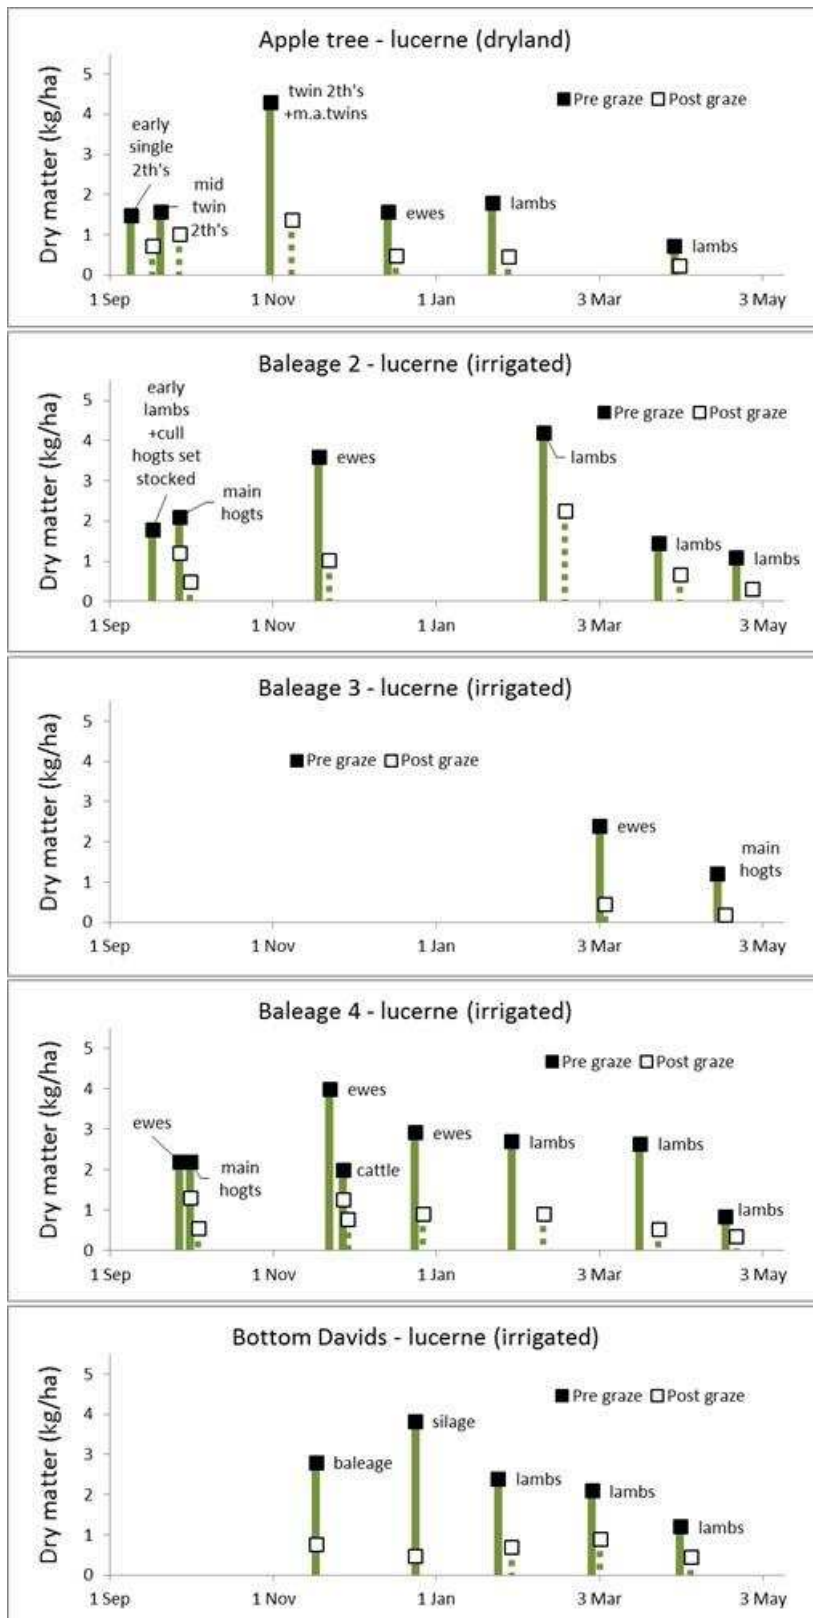 Apple tree - lucerne (dryland)
Dry matter (kg/ha)
5
4
3
2
1
0
early
single
2th's
mid
twin
2th's
twin 2th's
+m.a.twins
Pre graze Post graze
ewes
lambs
lambs
1 Sep 1 Nov 1 Jan 3 Mar 3 May
Baleage 2 - lucerne (irrigated)
Dry matter (kg/ha)
5
4
3
2
1
0
early
lambs
+cull
hogts set
stocked
main
hogts
Pre graze Post graze
ewes
lambs
lambs
lambs
1 Sep 1 Nov 1 Jan 3 Mar 3 May
Baleage 3 - lucerne (irrigated)
Dry matter (kg/ha)
5
4
3
2
1
0
Pre graze Post graze
ewes
main
hogts
1 Sep 1 Nov 1 Jan 3 Mar 3 May
Baleage 4 - lucerne (irrigated)
Dry matter (kg/ha)
5
4
3
2
1
0
Pre graze Post graze
ewes
main
hogts
ewes
cattle
ewes
lambs
lambs
lambs
1 Sep 1 Nov 1 Jan 3 Mar 3 May
Bottom Davids - lucerne (irrigated)
Dry matter (kg/ha)
5
4
3
2
1
0
Pre graze Post graze
baleage
silage
lambs
lambs
lambs
1 Sep 1 Nov 1 Jan 3 Mar 3 May